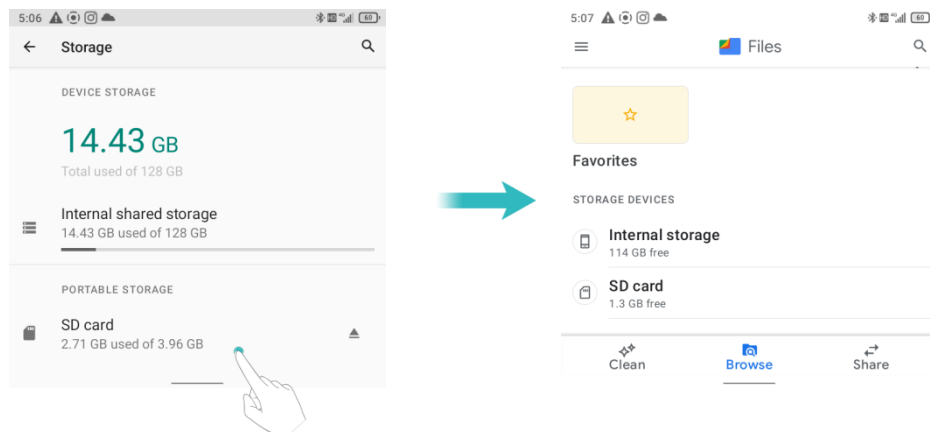 5:06
60
Storage
DEVICE STORAGE
14.43 GB
Total used of 128 GB
Internal shared storage
14.43 GB used of 128 GB
PORTABLE STORAGE
SD card
2.71 GB used of 3.96 GB
5:07
60
Files
Favorites
STORAGE DEVICES
Internal storage
114 GB free
SD card
1.3 GB free
Clean
Browse
Share